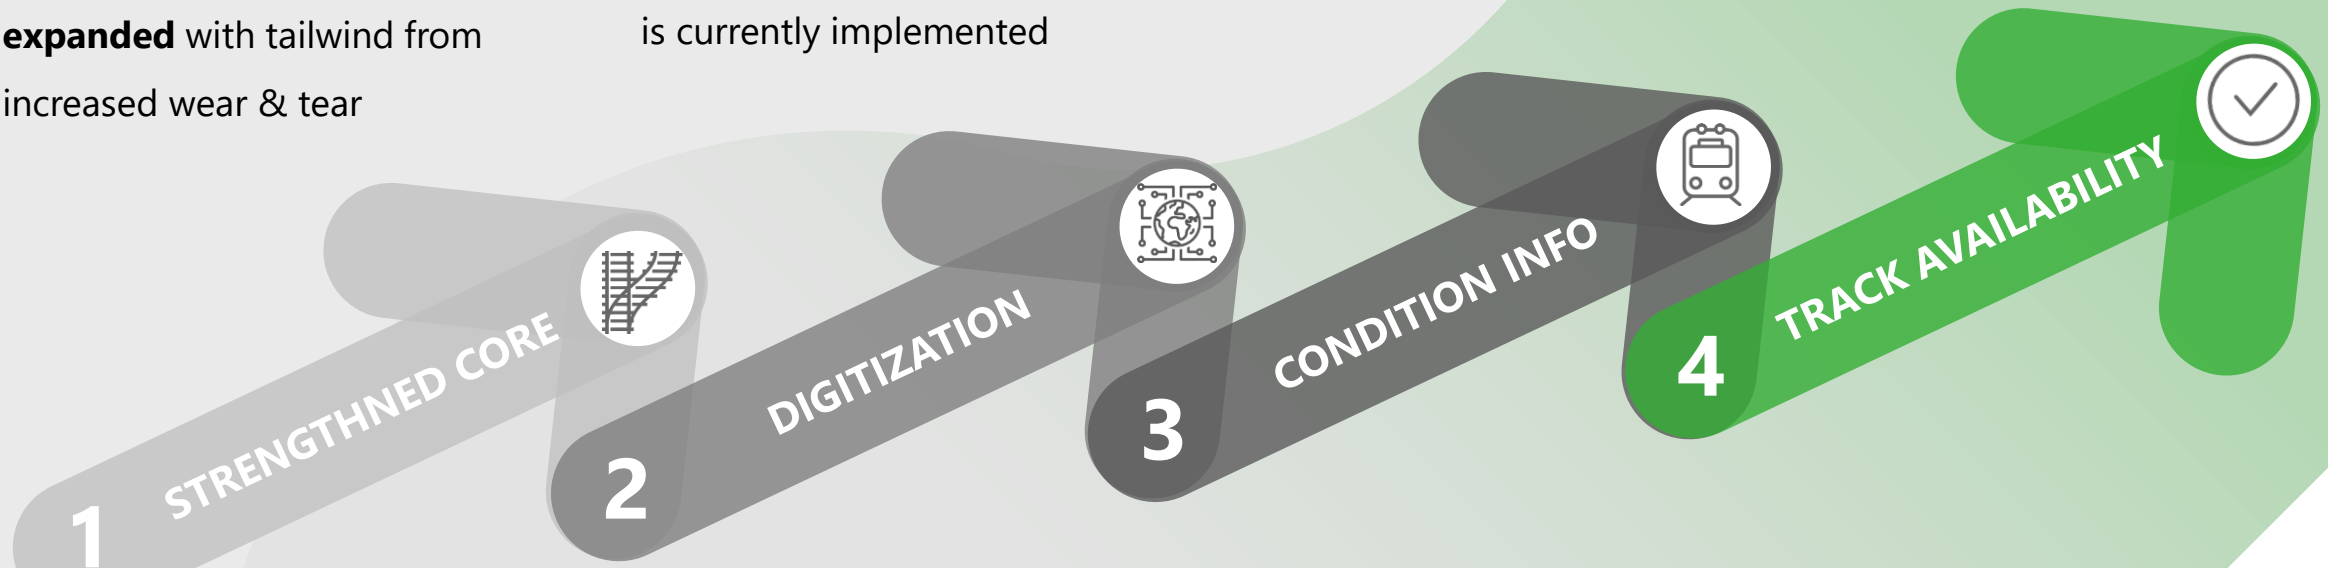 expanded with tailwind from
increased wear & tear
is currently implemented
1
STRENGTHNED CORE
2
DIGITIZATION
3
CONDITION INFO
4
TRACK AVAILABILITY